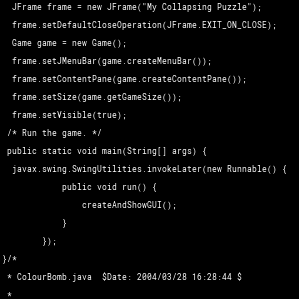 JFrame frame = new JFrame("My Collapsing Puzzle");
frame.setDefaultCloseOperation(JFrame.EXIT_ON_CLOSE);
Game game = new Game();
frame.setJMenuBar(game.createMenuBar());
frame.setContentPane(game.createContentPane());
frame.setSize(game.getGameSize());
frame.setVisible(true);
/* Run the game. */
public static void main(String[] args) {
javax.swing.SwingUtilities.invokeLater(new Runnable() {
public void run() {
createAndShowGUI();
}
});
}/*
* ColourBomb.java  $Date: 2004/03/28 16:28:44 $
*